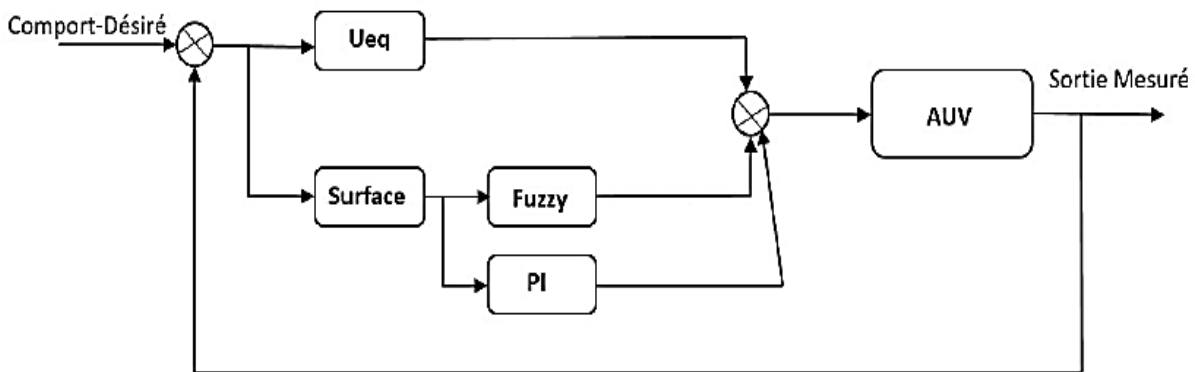 Comport-Désiré
Ueq
Sortie Mesuré
AUV
Surface
Fuzzy
PI